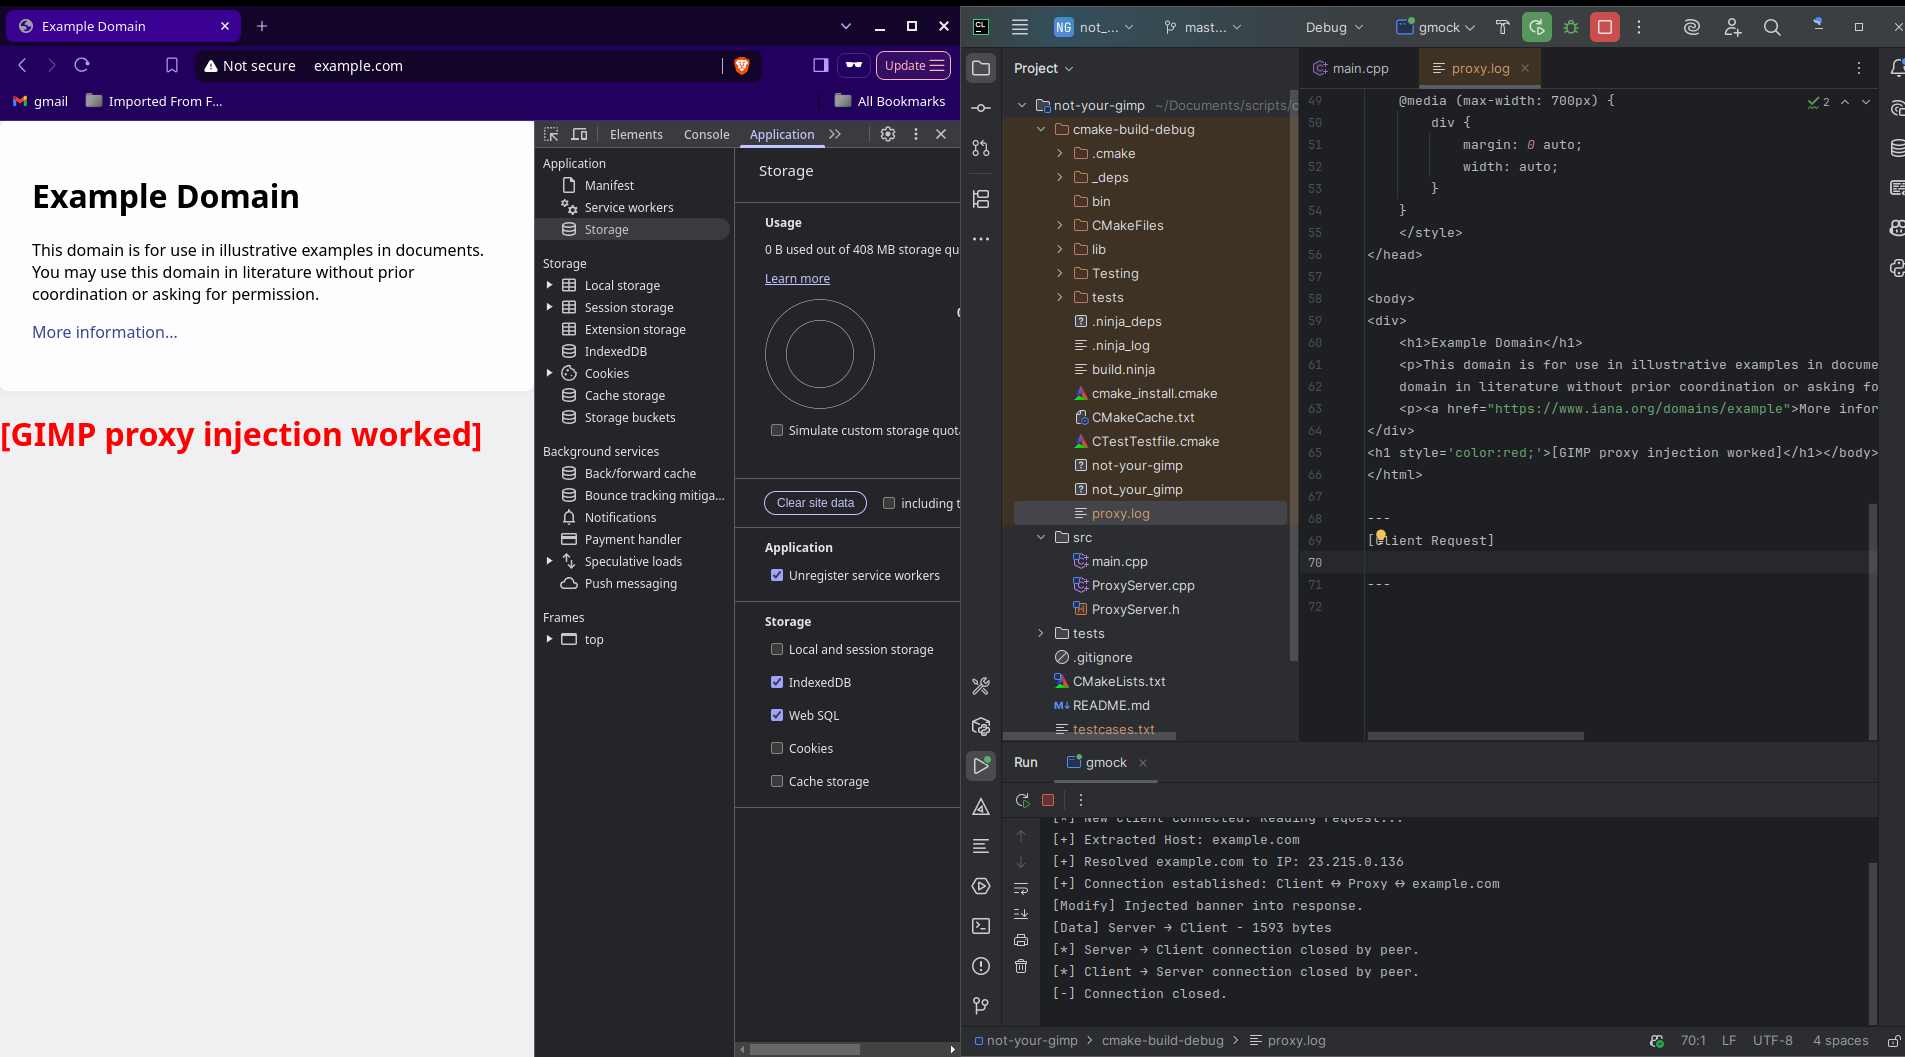 Example Domain
Not secure example.com
Update
gmail
Imported From F...
All Bookmarks
Example Domain
This domain is for use in illustrative examples in documents.
You may use this domain in literature without prior
coordination or asking for permission.
More information...
[GIMP proxy injection worked]
Elements Console Application
Application
Manifest
Service workers
Storage
Storage
Local storage
Session storage
Extension storage
IndexedDB
Cookies
Cache storage
Storage buckets
Background services
Back/forward cache
Bounce tracking mitiga...
Notifications
Payment handler
Speculative loads
Push messaging
Frames
top
Storage
Usage
0 B used out of 408 MB storage qu
Learn more
Simulate custom storage quota
Clear site data
including t
Application
Unregister service workers
Storage
Local and session storage
IndexedDB
Web SQL
Cookies
Cache storage
CL
NG not_...
mast...
Debug
gmock
Project
not-your-gimp ~/Documents/scripts/c
cmake-build-debug
.cmake
_deps
bin
CMakeFiles
lib
Testing
tests
.ninja_deps
.ninja_log
build.ninja
cmake_install.cmake
CMakeCache.txt
CTestTestfile.cmake
not-your-gimp
not_your_gimp
proxy.log
src
main.cpp
ProxyServer.cpp
ProxyServer.h
tests
.gitignore
CMakeLists.txt
README.md
testcases.txt
main.cpp
proxy.log
2
49 @media (max-width: 700px) {
50 div {
51 margin: 0 auto;
52 width: auto;
53 }
54 }
55 </style>
56 </head>
57
58 <body>
59 <div>
60 <h1>Example Domain</h1>
61 <p>This domain is for use in illustrative examples in docume
62 domain in literature without prior coordination or asking fo
63 <p><a href="https://www.iana.org/domains/example">More infor
64 </div>
65 <h1 style='color:red;'>[GIMP proxy injection worked]</h1></body>
66 </html>
67
68 ---
69 [Client Request]
70
71 ---
72
Run gmock
[*] New client connected. Reading request...
[+] Extracted Host: example.com
[+] Resolved example.com to IP: 23.215.0.136
[+] Connection established: Client ↔ Proxy ↔ example.com
[Modify] Injected banner into response.
[Data] Server → Client - 1593 bytes
[*] Server → Client connection closed by peer.
[*] Client → Server connection closed by peer.
[-] Connection closed.
not-your-gimp > cmake-build-debug > proxy.log
70:1 LF UTF-8 4 spaces